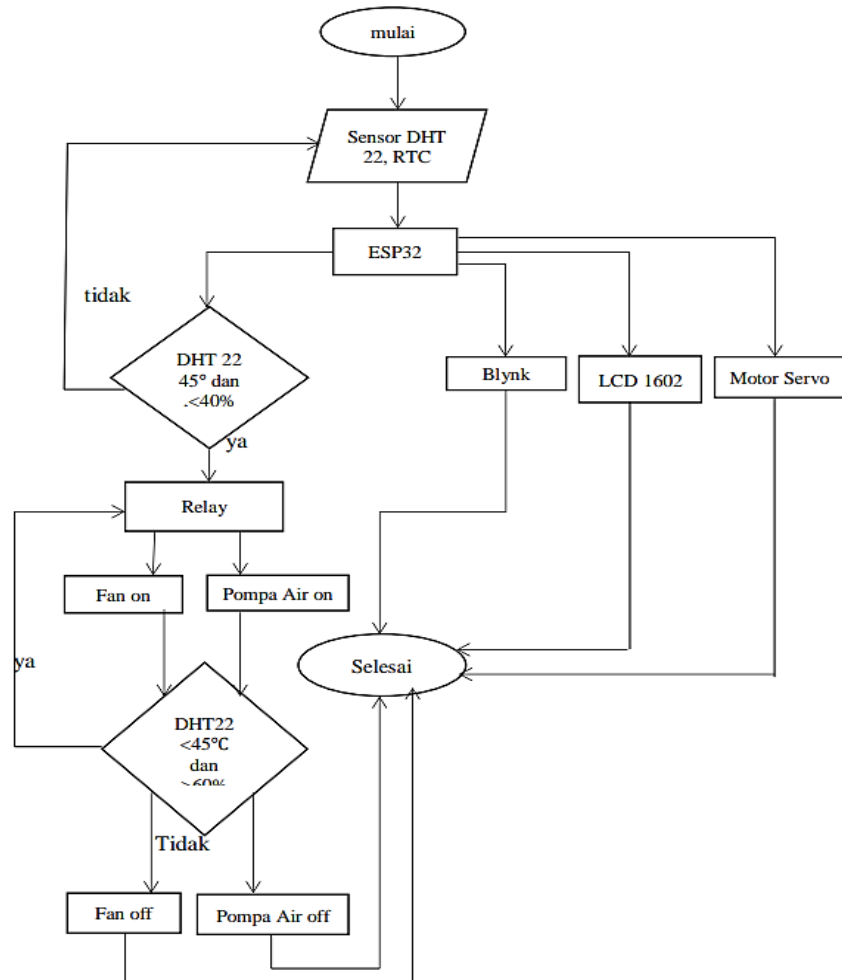 mulai
Sensor DHT
22, RTC
ESP32
tidak
DHT 22
45° dan
.<40%
Blynk
LCD 1602
Motor Servo
ya
Relay
Fan on
Pompa Air on
ya
Selesai
DHT22
<45°C
dan
>60%
Tidak
Fan off
Pompa Air off